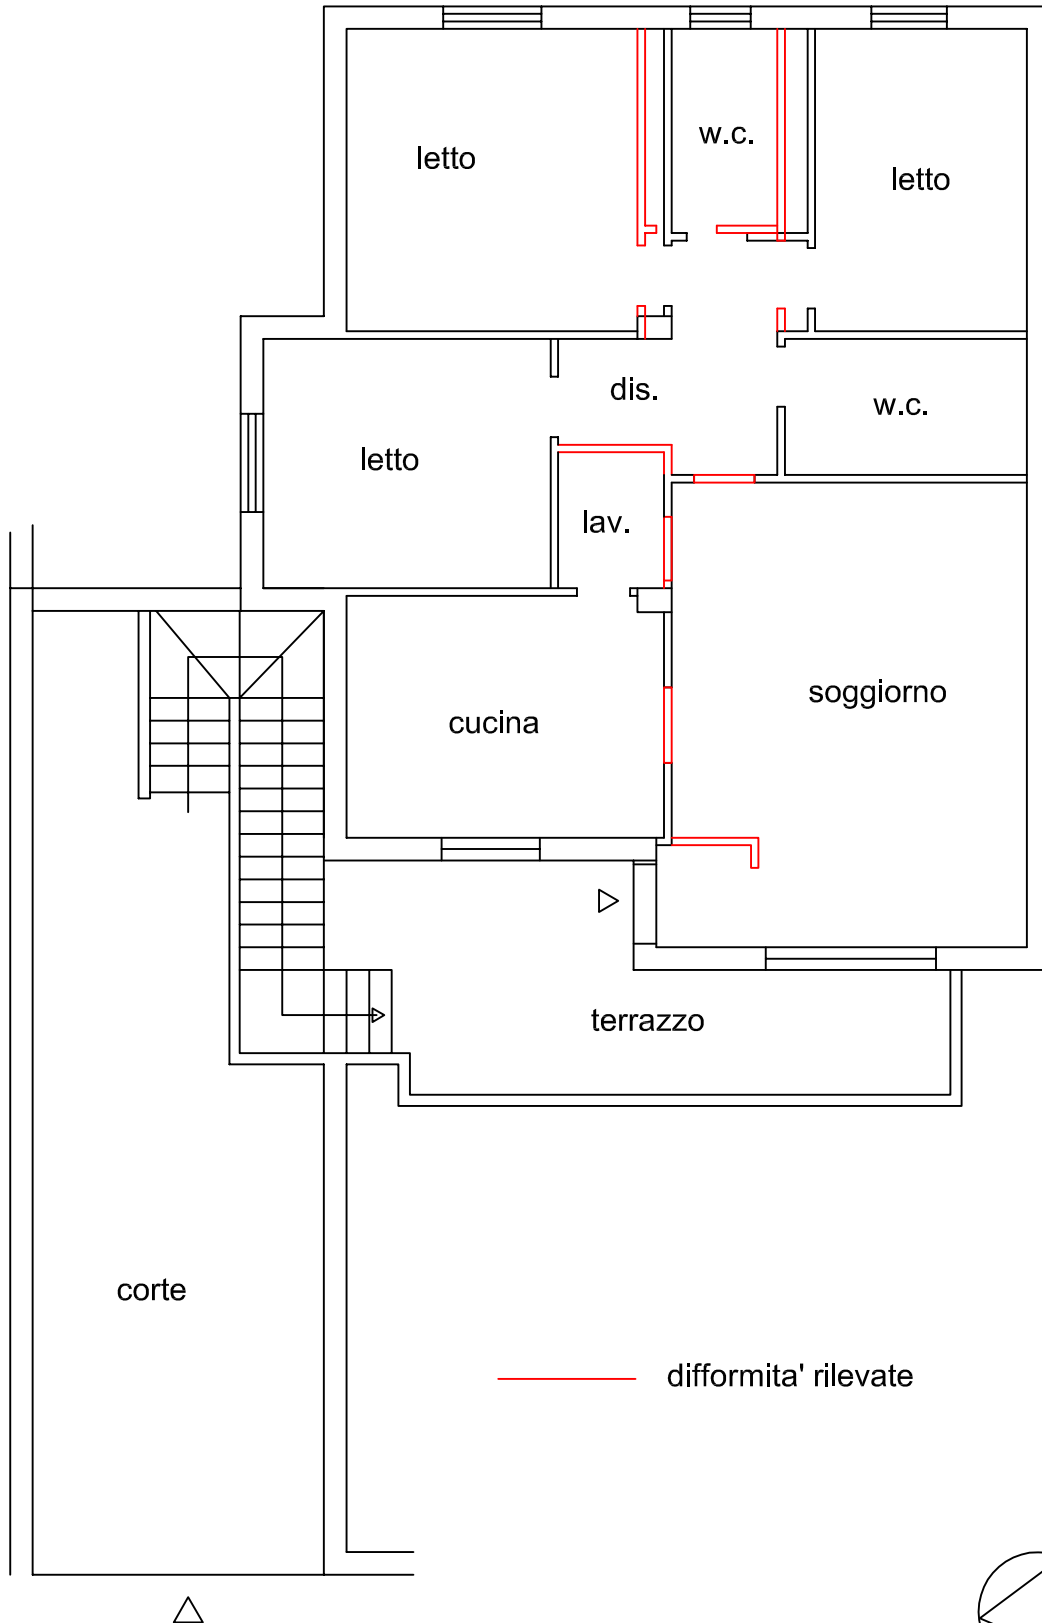 w.c.
letto
letto
dis.
w.c.
letto
lav.
soggiorno
cucina
terrazzo
corte
difformita' rilevate